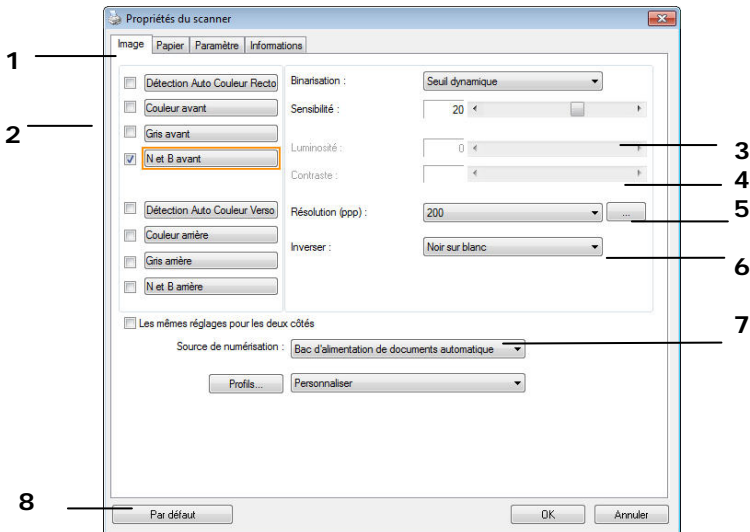 Propriétés du scanner
Image Papier Paramètre Informations
1
Détection Auto Couleur Recto Binarisation : Seuil dynamique
Couleur avant Sensibilité : 20
2 Gris avant
N et B avant Luminosité : 0 3
Contraste : 4
Détection Auto Couleur Verso Résolution (ppp) : 200 ... 5
Couleur arrière
Gris arrière Inverser : Noir sur blanc 6
N et B arrière
Les mêmes réglages pour les deux côtés 7
Source de numérisation : Bac d'alimentation de documents automatique
Profils... Personnaliser
8 Par défaut OK Annuler